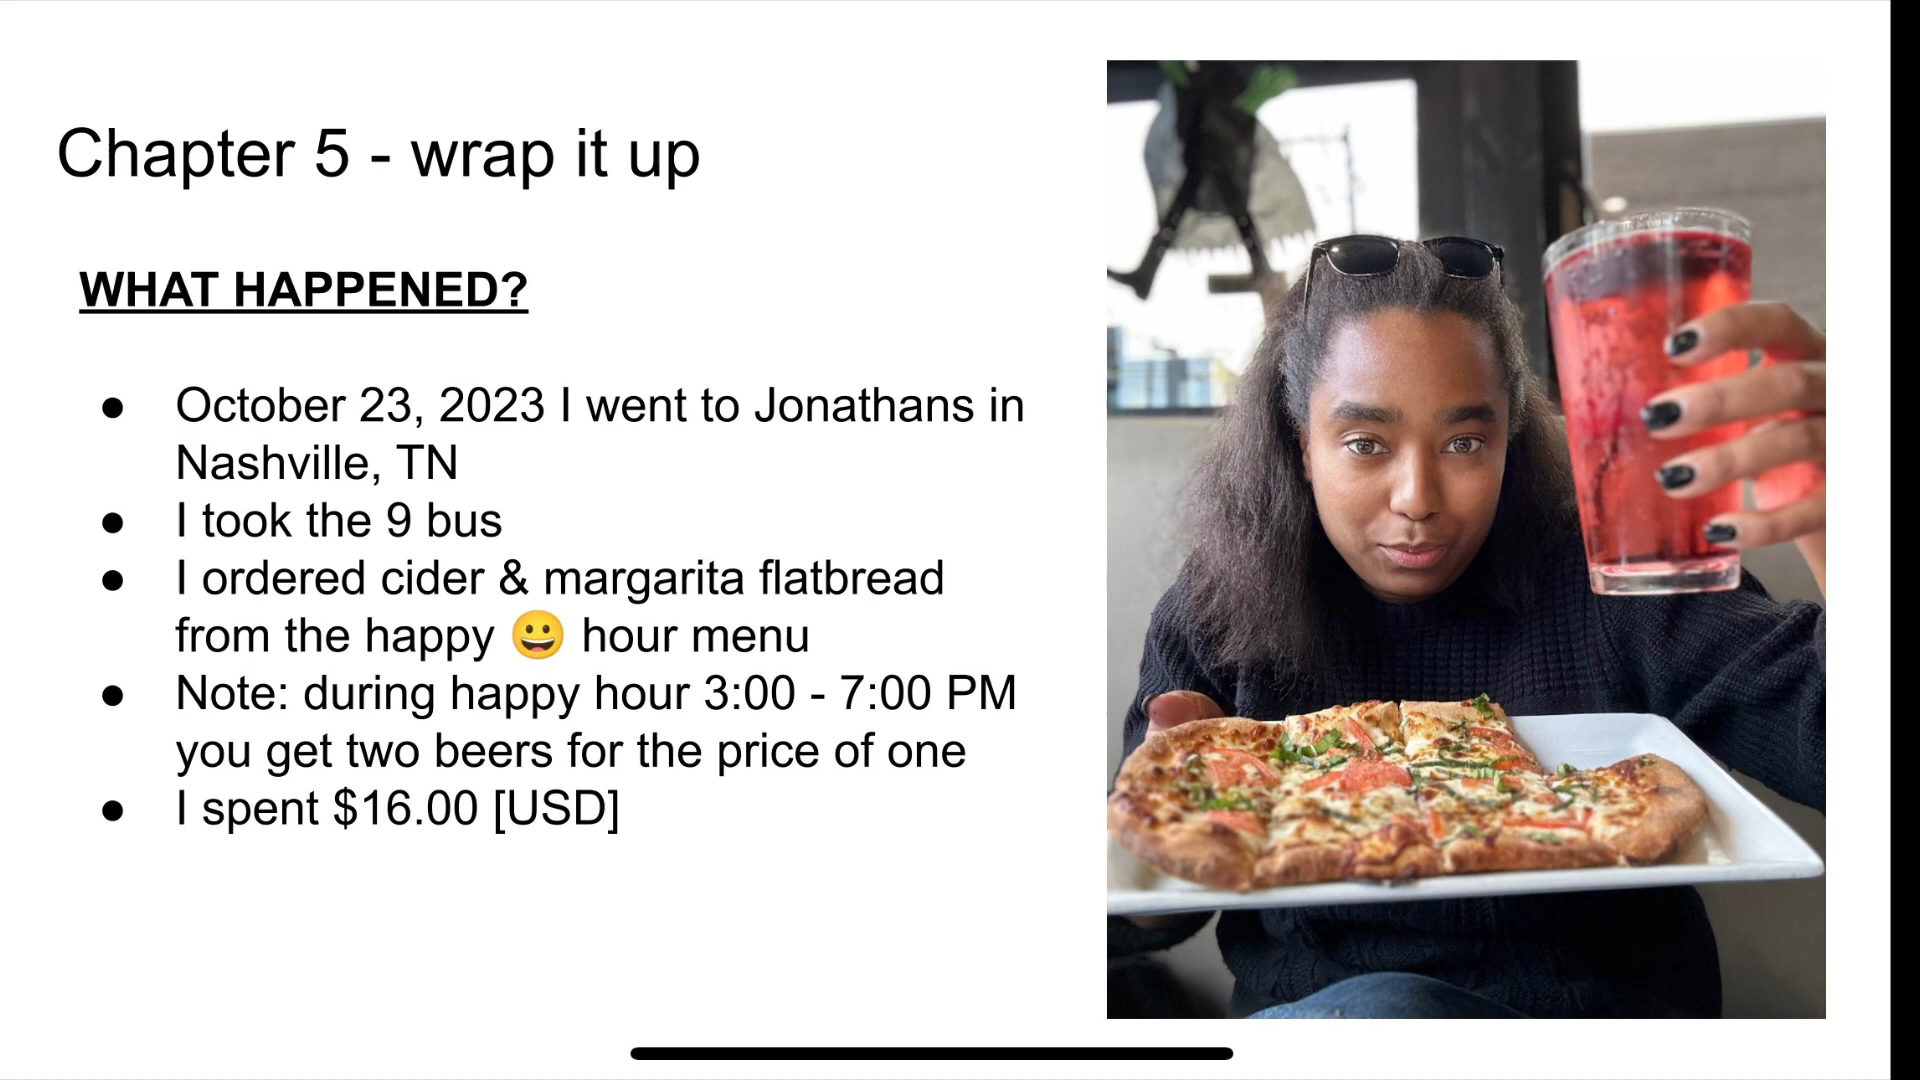 Chapter 5 - wrap it up
WHAT HAPPENED?
● October 23, 2023 I went to Jonathans in
Nashville, TN
● I took the 9 bus
● I ordered cider & margarita flatbread
from the happy 😀 hour menu
● Note: during happy hour 3:00 - 7:00 PM
you get two beers for the price of one
● I spent $16.00 [USD]